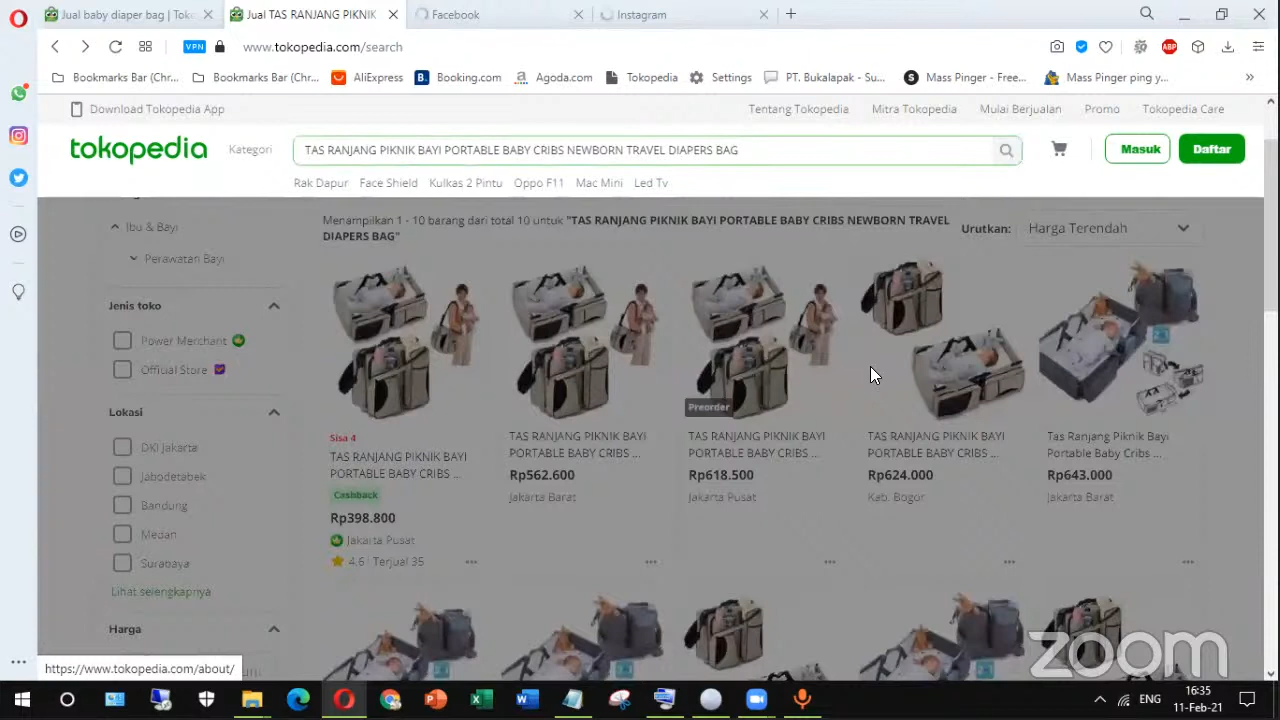 Jual baby diaper bag | Tok
Jual TAS RANJANG PIKNIK
Facebook
Instagram
VPN
www.tokopedia.com/search
ABP
Bookmarks Bar (Chr...
Bookmarks Bar (Chr...
AliExpress
B.
Booking.com
a
Agoda.com
Tokopedia
Settings
PT. Bukalapak - Su...
S
Mass Pinger - Free...
Mass Pinger ping y...
Download Tokopedia App
Tentang Tokopedia
Mitra Tokopedia
Mulai Berjualan
Promo
Tokopedia Care
tokopedia
Kategori
TAS RANJANG PIKNIK BAYI PORTABLE BABY CRIBS NEWBORN TRAVEL DIAPERS BAG
Masuk
Daftar
Rak Dapur
Face Shield
Kulkas 2 Pintu
Oppo F11
Mac Mini
Led Tv
Ibu & Bayi
Perawatan Bayi
Jenis toko
Power Merchant
Official Store
Lokasi
DKI Jakarta
Jabodetabek
Bandung
Medan
Surabaya
Lihat selengkapnya
Harga
Menampilkan 1 - 10 barang dari total 10 untuk "TAS RANJANG PIKNIK BAYI PORTABLE BABY CRIBS NEWBORN TRAVEL
DIAPERS BAG"
Urutkan:
Harga Terendah
Sisa 4
TAS RANJANG PIKNIK BAYI
PORTABLE BABY CRIBS ...
Cashback
Rp398.800
Jakarta Pusat
4.6 | Terjual 35
TAS RANJANG PIKNIK BAYI
PORTABLE BABY CRIBS ...
Rp562.600
Jakarta Barat
Preorder
TAS RANJANG PIKNIK BAYI
PORTABLE BABY CRIBS ...
Rp618.500
Jakarta Pusat
TAS RANJANG PIKNIK BAYI
PORTABLE BABY CRIBS ...
Rp624.000
Kab. Bogor
Tas Ranjang Piknik Bayi
Portable Baby Cribs ...
Rp643.000
Jakarta Barat
zoom
https://www.tokopedia.com/about/
ENG
16:35
11-Feb-21